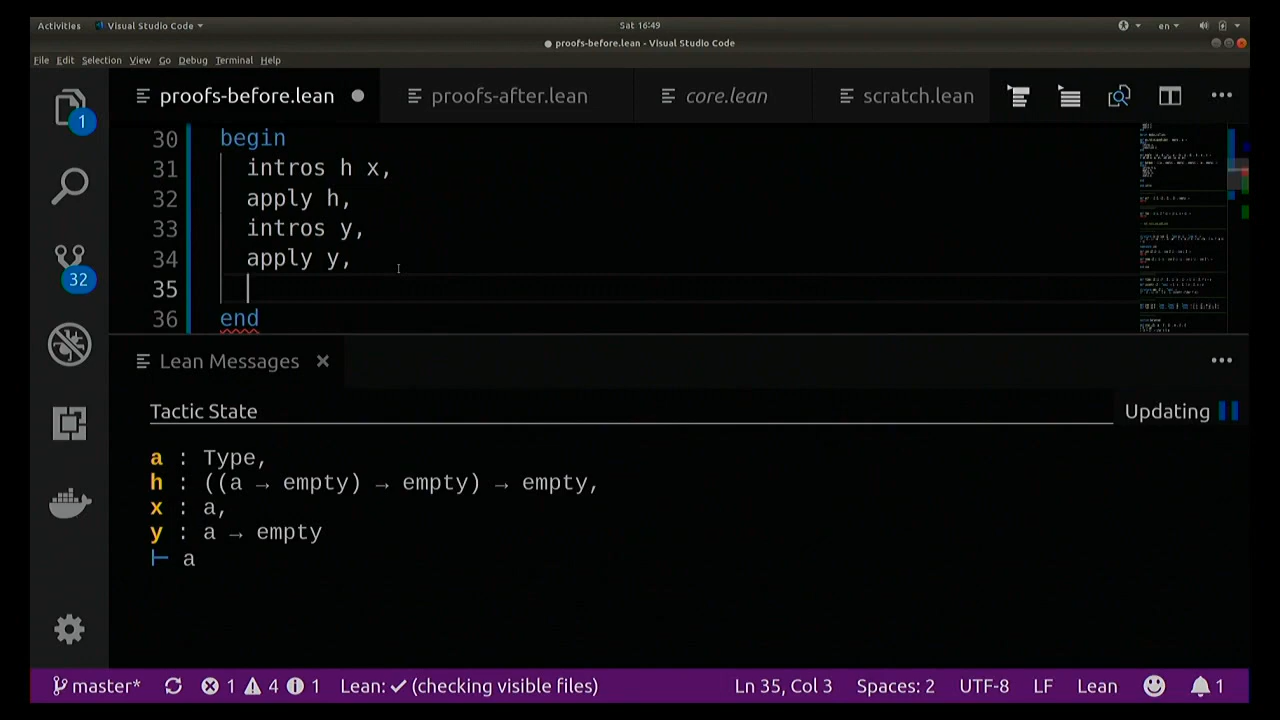 Activities Visual Studio Code Sat 16:49 en
● proofs-before.lean - Visual Studio Code
File Edit Selection View Go Debug Terminal Help
proofs-before.lean proofs-after.lean core.lean scratch.lean
1
32
30 begin
31 intros h x,
32 apply h,
33 intros y,
34 apply y,
35
36 end
Lean Messages
Tactic State Updating
a : Type,
h : ((a → empty) → empty) → empty,
x : a,
y : a → empty
⊢ a
master* 1 4 1 Lean: ✓ (checking visible files) Ln 35, Col 3 Spaces: 2 UTF-8 LF Lean 1